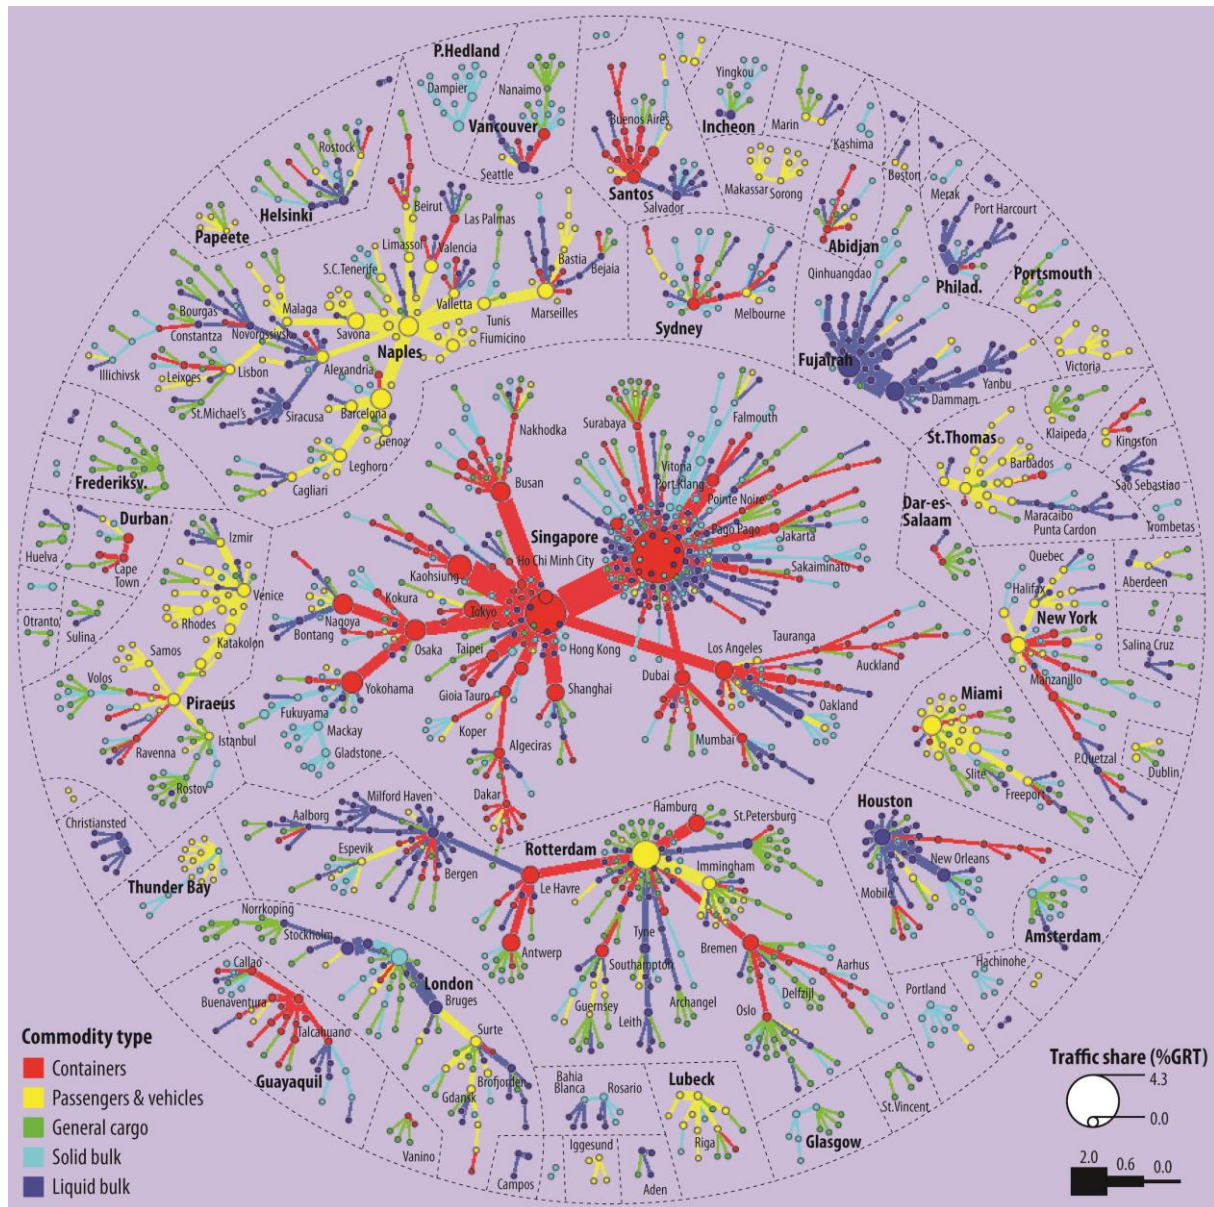 P.Hedland
Dampier
Nanaimo
Vancouver
Seattle
Buenos Aires
Santos
Salvador
Yingkou
Incheon
Marin
Kashima
Makassar
Sorong
Boston
Merak
Port Harcourt
Abidjan
Qinhuangdao
Philad.
Portsmouth
Rostock
Helsinki
Papeete
Beirut
Las Palmas
Limassol
Valencia
S.C.Tenerife
Bastia
Bejaia
Valletta
Marseilles
Tunis
Fiumicino
Malaga
Savona
Naples
Bourgas
Novorossiysk
Constantza
Illichivsk
Leixoes
Lisbon
Alexandria
St.Michael's
Siracusa
Barcelona
Genoa
Leghorn
Cagliari
Sydney
Melbourne
Fujairah
Dammam
Yanbu
Victoria
Klaipeda
Kingston
St.Thomas
Barbados
Sao Sebastiao
Maracaibo
Punta Cardon
Trombetas
Dar-es-
Salaam
Frederiksv.
Durban
Huelva
Cape
Town
Izmir
Venice
Rhodes
Otranto
Sulina
Katakolon
Samos
Volos
Piraeus
Istanbul
Ravenna
Rostov
Nakhodka
Busan
Surabaya
Falmouth
Vitoria
Port Klang
Pointe Noire
Pago Pago
Jakarta
Sakaiminato
Singapore
Ho Chi Minh City
Kaohsiung
Kokura
Tokyo
Nagoya
Bontang
Osaka
Taipei
Hong Kong
Yokohama
Gioia Tauro
Shanghai
Fukuyama
Mackay
Gladstone
Koper
Algeciras
Dakar
Dubai
Mumbai
Los Angeles
Tauranga
Auckland
Oakland
Quebec
Halifax
New York
Aberdeen
Salina Cruz
Manzanillo
P.Quetzal
Dublin
Miami
Slite
Freeport
Houston
New Orleans
Mobile
Amsterdam
Hachinohe
Portland
Christiansted
Thunder Bay
Milford Haven
Aalborg
Espevik
Bergen
Rotterdam
Hamburg
St.Petersburg
Immingham
Le Havre
Antwerp
Tyne
Southampton
Bremen
Aarhus
Guernsey
Archangel
Delfzijl
Leith
Oslo
Norrkoping
Stockholm
Callao
London
Bruges
Buenaventura
Talcahuano
Surte
Guayaquil
Brofjorden
Gdansk
Vanino
Bahia
Blanca
Rosario
Lubeck
Riga
Iggesund
Campos
Aden
Glasgow
St.Vincent
Commodity type
Containers
Passengers & vehicles
General cargo
Solid bulk
Liquid bulk
Traffic share (%GRT)
4.3
0.0
2.0
0.6
0.0